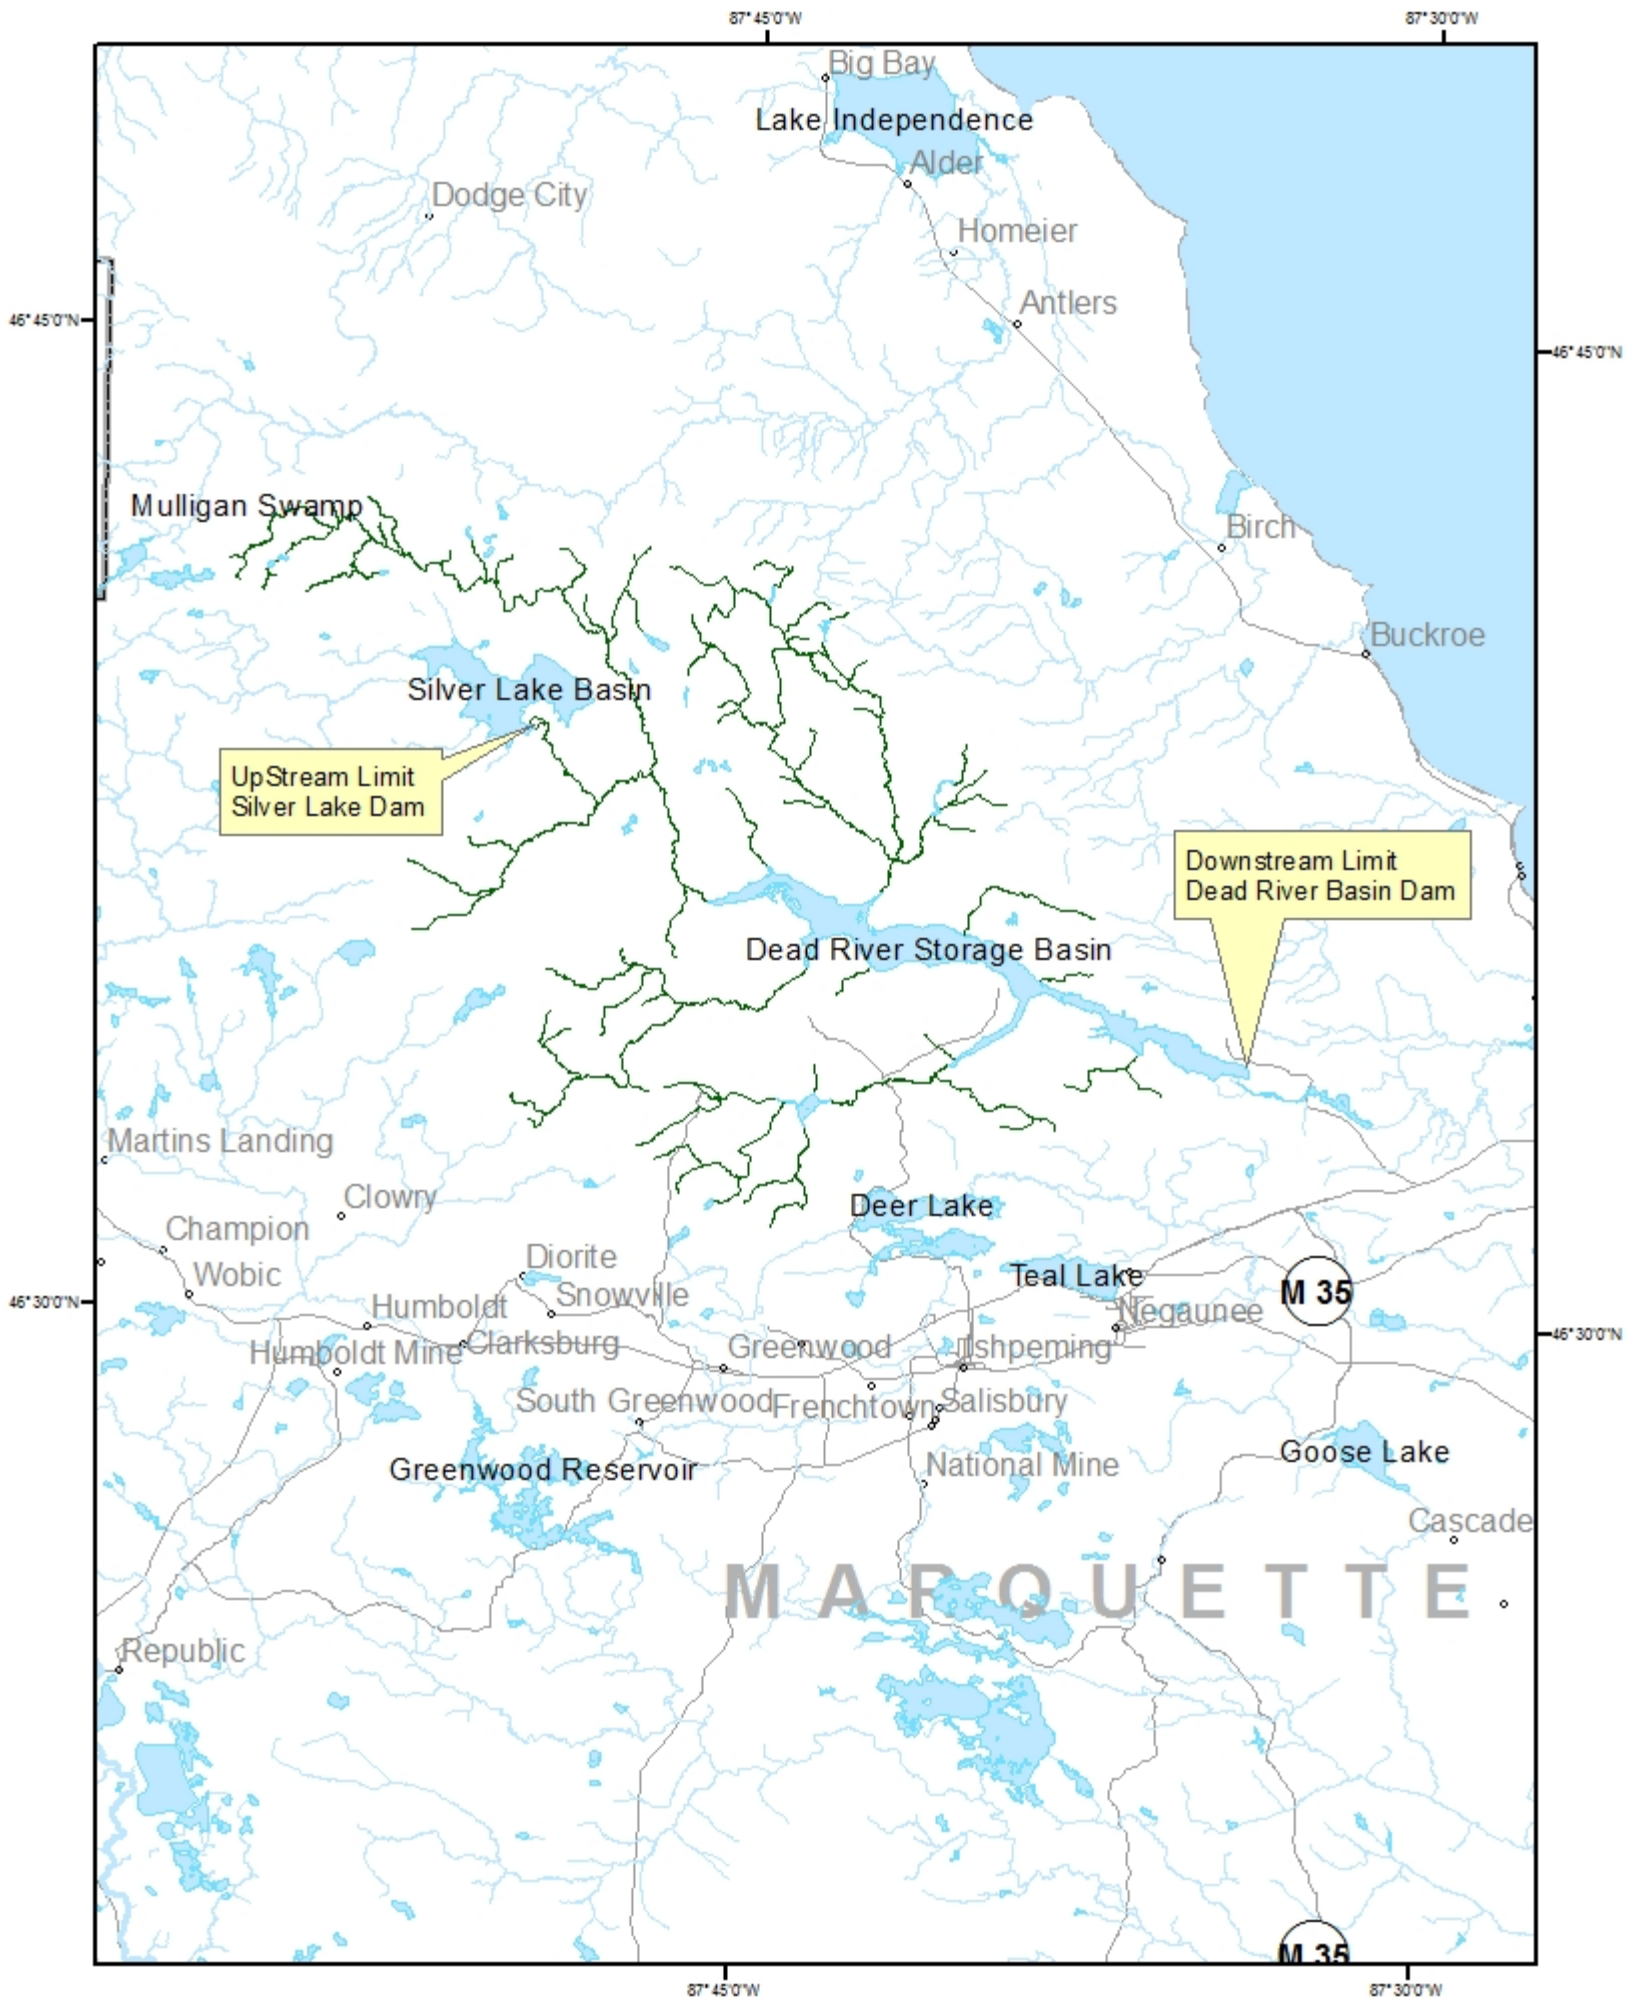 87°45'0"W
87°30'0"W
Big Bay
Lake Independence
Alder
Dodge City
Homeier
Antlers
46°45'0"N
46°45'0"N
Mulligan Swamp
Birch
Buckroe
Silver Lake Basin
UpStream Limit
Silver Lake Dam
Downstream Limit
Dead River Basin Dam
Dead River Storage Basin
Martins Landing
Clowry
Deer Lake
Champion
Diorite
Wobic
Teal Lake
M 35
Snowville
46°30'0"N
Humboldt
Negaunee
46°30'0"N
Clarksburg
Greenwood
Ishpeming
Humboldt Mine
South Greenwood
Frenchtown
Salisbury
Goose Lake
National Mine
Greenwood Reservoir
Cascade
MARQUETTE
Republic
M 35
87°45'0"W
87°30'0"W